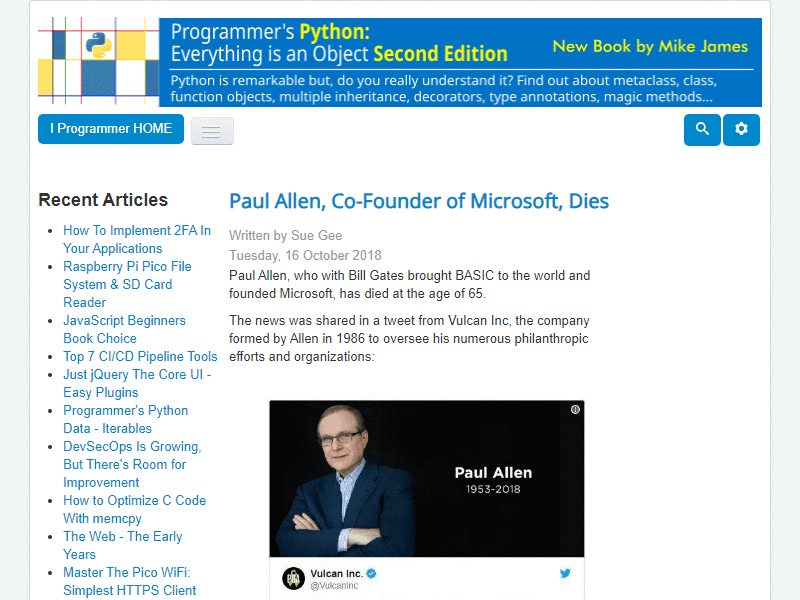 Programmer's Python:
Everything is an Object Second Edition
New Book by Mike James
Python is remarkable but, do you really understand it? Find out about metaclass, class,
function objects, multiple inheritance, decorators, type annotations, magic methods...
I Programmer HOME
Recent Articles
How To Implement 2FA In
Your Applications
Raspberry Pi Pico File
System & SD Card
Reader
JavaScript Beginners
Book Choice
Top 7 CI/CD Pipeline Tools
Just jQuery The Core UI -
Easy Plugins
Programmer's Python
Data - Iterables
DevSecOps Is Growing,
But There's Room for
Improvement
How to Optimize C Code
With memcpy
The Web - The Early
Years
Master The Pico WiFi:
Simplest HTTPS Client
Paul Allen, Co-Founder of Microsoft, Dies
Written by Sue Gee
Tuesday, 16 October 2018
Paul Allen, who with Bill Gates brought BASIC to the world and
founded Microsoft, has died at the age of 65.
The news was shared in a tweet from Vulcan Inc, the company
formed by Allen in 1986 to oversee his numerous philanthropic
efforts and organizations:
Paul Allen
1953-2018
Vulcan Inc.
@VulcanInc